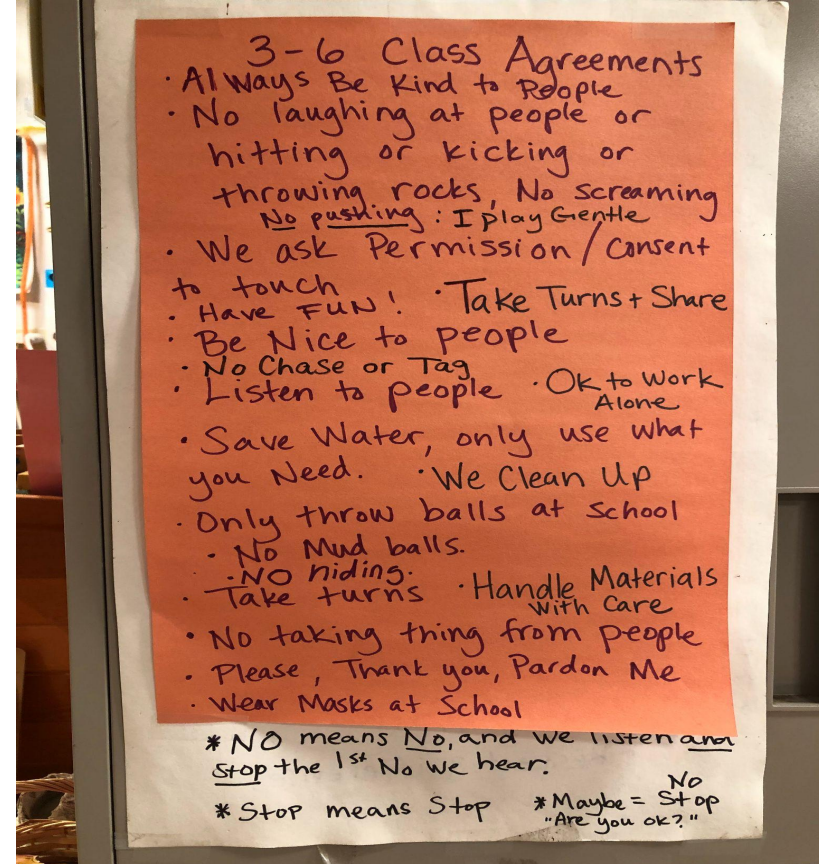 3-6 Class Agreements
· Always Be Kind to People
· No laughing at people or
hitting or kicking or
throwing rocks, No screaming
No pushing : I play Gentle
· We ask Permission / Consent
to touch
· Have FUN! · Take Turns + Share
· Be Nice to people
· No Chase or Tag
· Listen to people · Ok to Work
Alone
· Save Water, only use what
you Need. · We Clean Up
· Only throw balls at School
· No Mud balls.
· NO hiding.
· Take turns · Handle Materials
with Care
· No taking thing from people
· Please, Thank you, Pardon Me
· Wear Masks at School
* NO means No, and we listen and
stop the 1st No we hear.
* Stop means Stop * Maybe = No Stop
"Are you ok?"